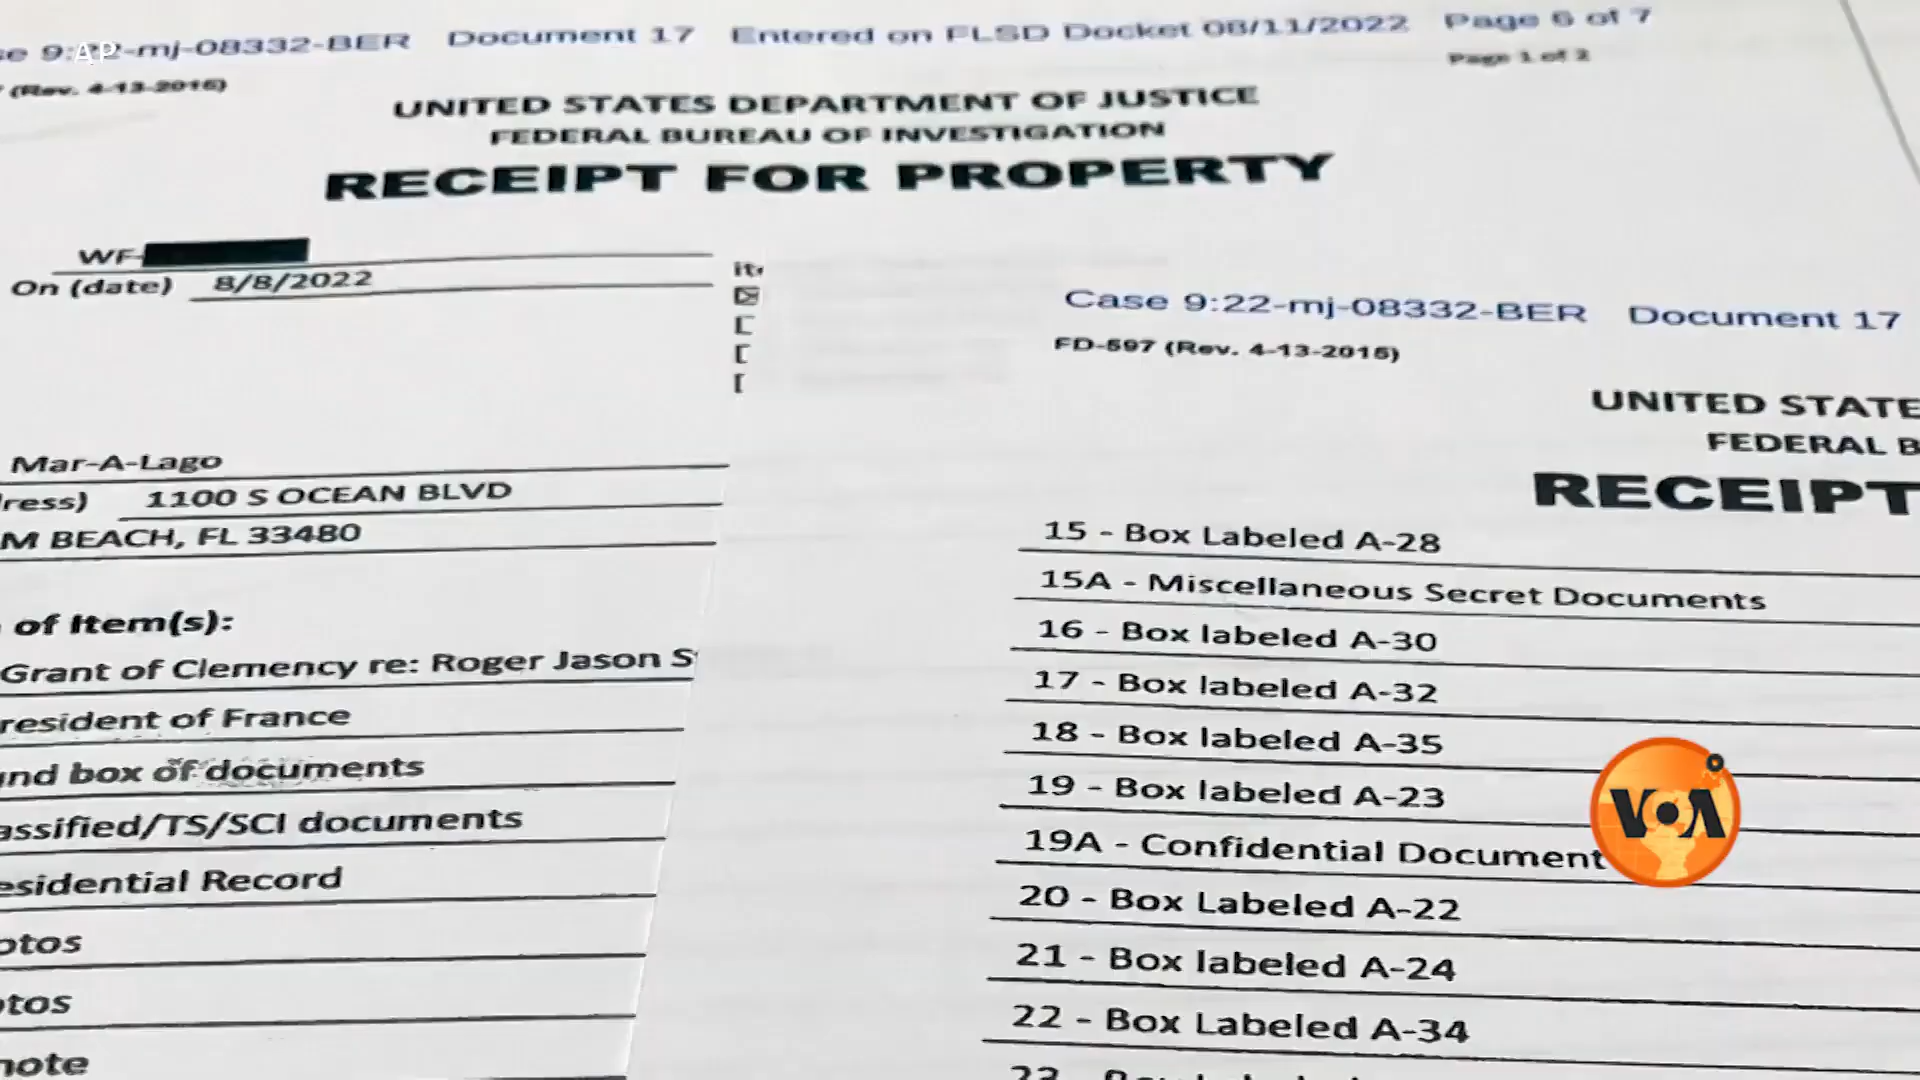 se 9:22-mj-08332-BER Document 17 Entered on FLSD Docket 08/11/2022 Page 6 of 7
AP
(Rev. 4-13-2015)
Page 1 of 2
UNITED STATES DEPARTMENT OF JUSTICE
FEDERAL BUREAU OF INVESTIGATION
RECEIPT FOR PROPERTY
WF-
On (date) 8/8/2022
Mar-A-Lago
ress) 1100 S OCEAN BLVD
M BEACH, FL 33480
of Item(s):
Grant of Clemency re: Roger Jason S
resident of France
und box of documents
assified/TS/SCI documents
esidential Record
otos
otos
note
Case 9:22-mj-08332-BER Document 17
FD-597 (Rev. 4-13-2015)
UNITED STATE
FEDERAL B
RECEIPT
15 - Box Labeled A-28
15A - Miscellaneous Secret Documents
16 - Box labeled A-30
17 - Box labeled A-32
18 - Box labeled A-35
19 - Box labeled A-23
19A - Confidential Document
20 - Box Labeled A-22
21 - Box labeled A-24
22 - Box Labeled A-34
VOA